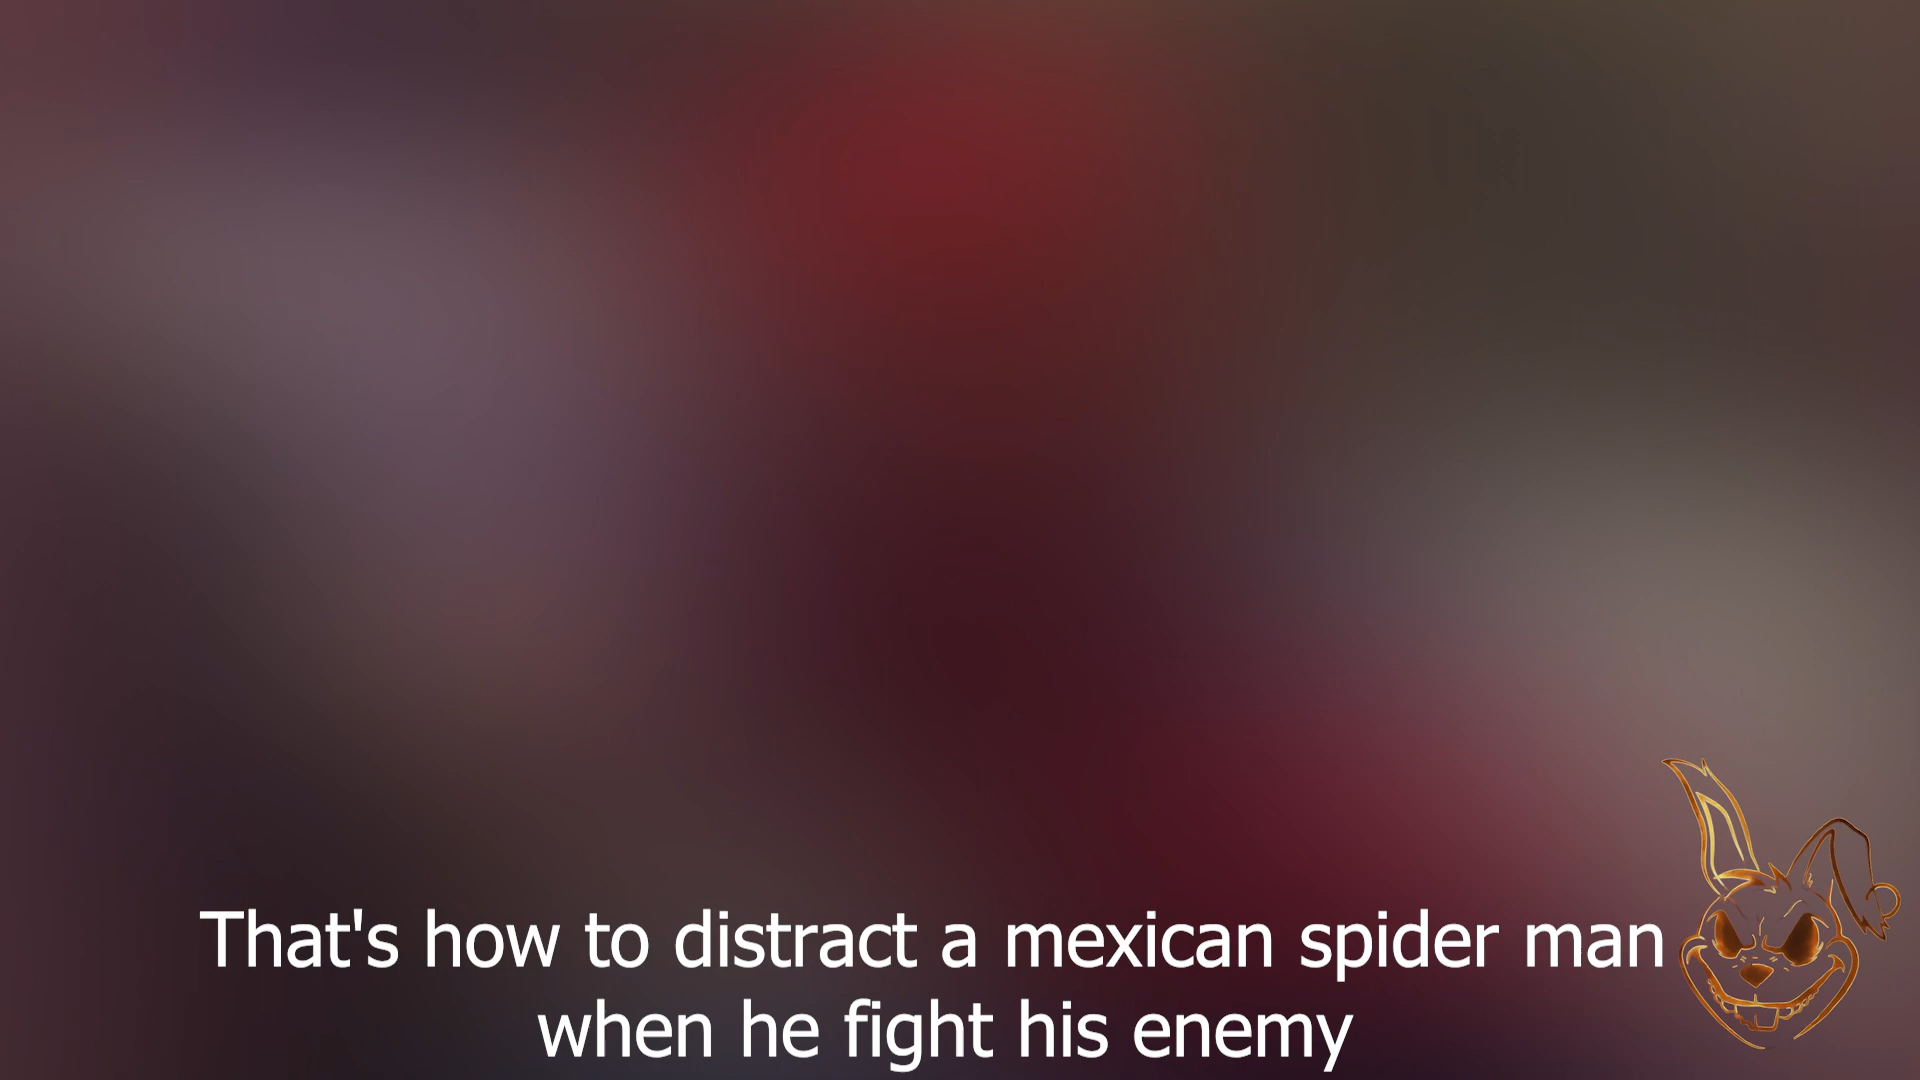 That's how to distract a mexican spider man
when he fight his enemy